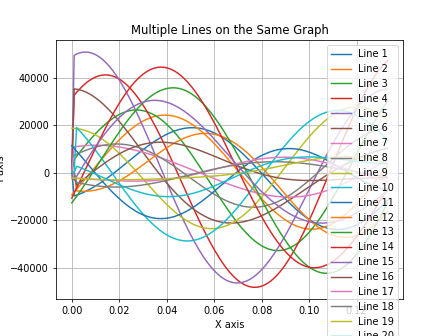 Multiple Lines on the Same Graph
40000
20000
0
−20000
−40000
0.00
0.02
0.04
0.06
0.08
0.10
X axis
Line 1
Line 2
Line 3
Line 4
Line 5
Line 6
Line 7
Line 8
Line 9
Line 10
Line 11
Line 12
Line 13
Line 14
Line 15
Line 16
Line 17
Line 18
Line 19
Line 20